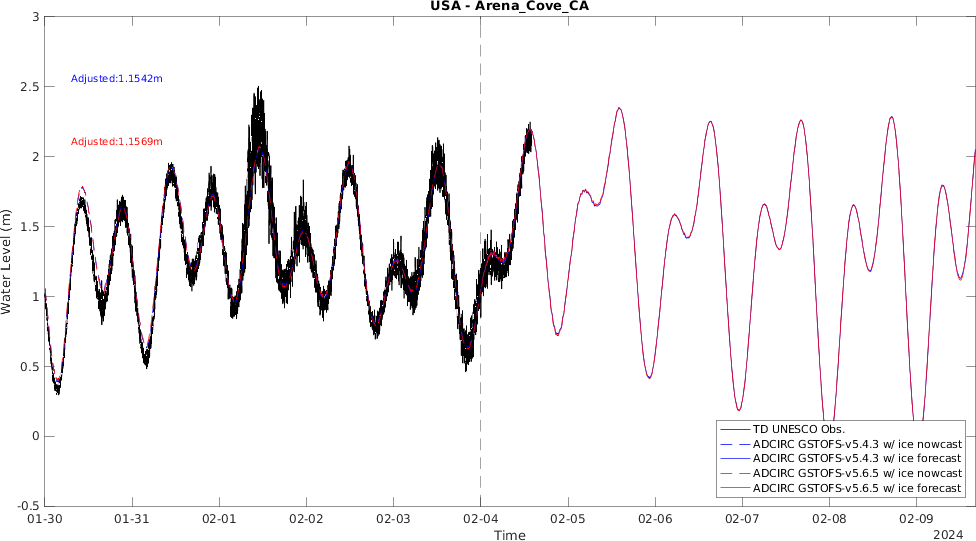 USA - Arena_Cove_CA
Adjusted:1.1542m
Adjusted:1.1569m
Water Level (m)
3
2.5
2
1.5
1
0.5
0
-0.5
01-30
01-31
02-01
02-02
02-03
02-04
02-05
02-06
02-07
02-08
02-09
Time
2024
TD UNESCO Obs.
ADCIRC GSTOFS-v5.4.3 w/ ice nowcast
ADCIRC GSTOFS-v5.4.3 w/ ice forecast
ADCIRC GSTOFS-v5.6.5 w/ ice nowcast
ADCIRC GSTOFS-v5.6.5 w/ ice forecast